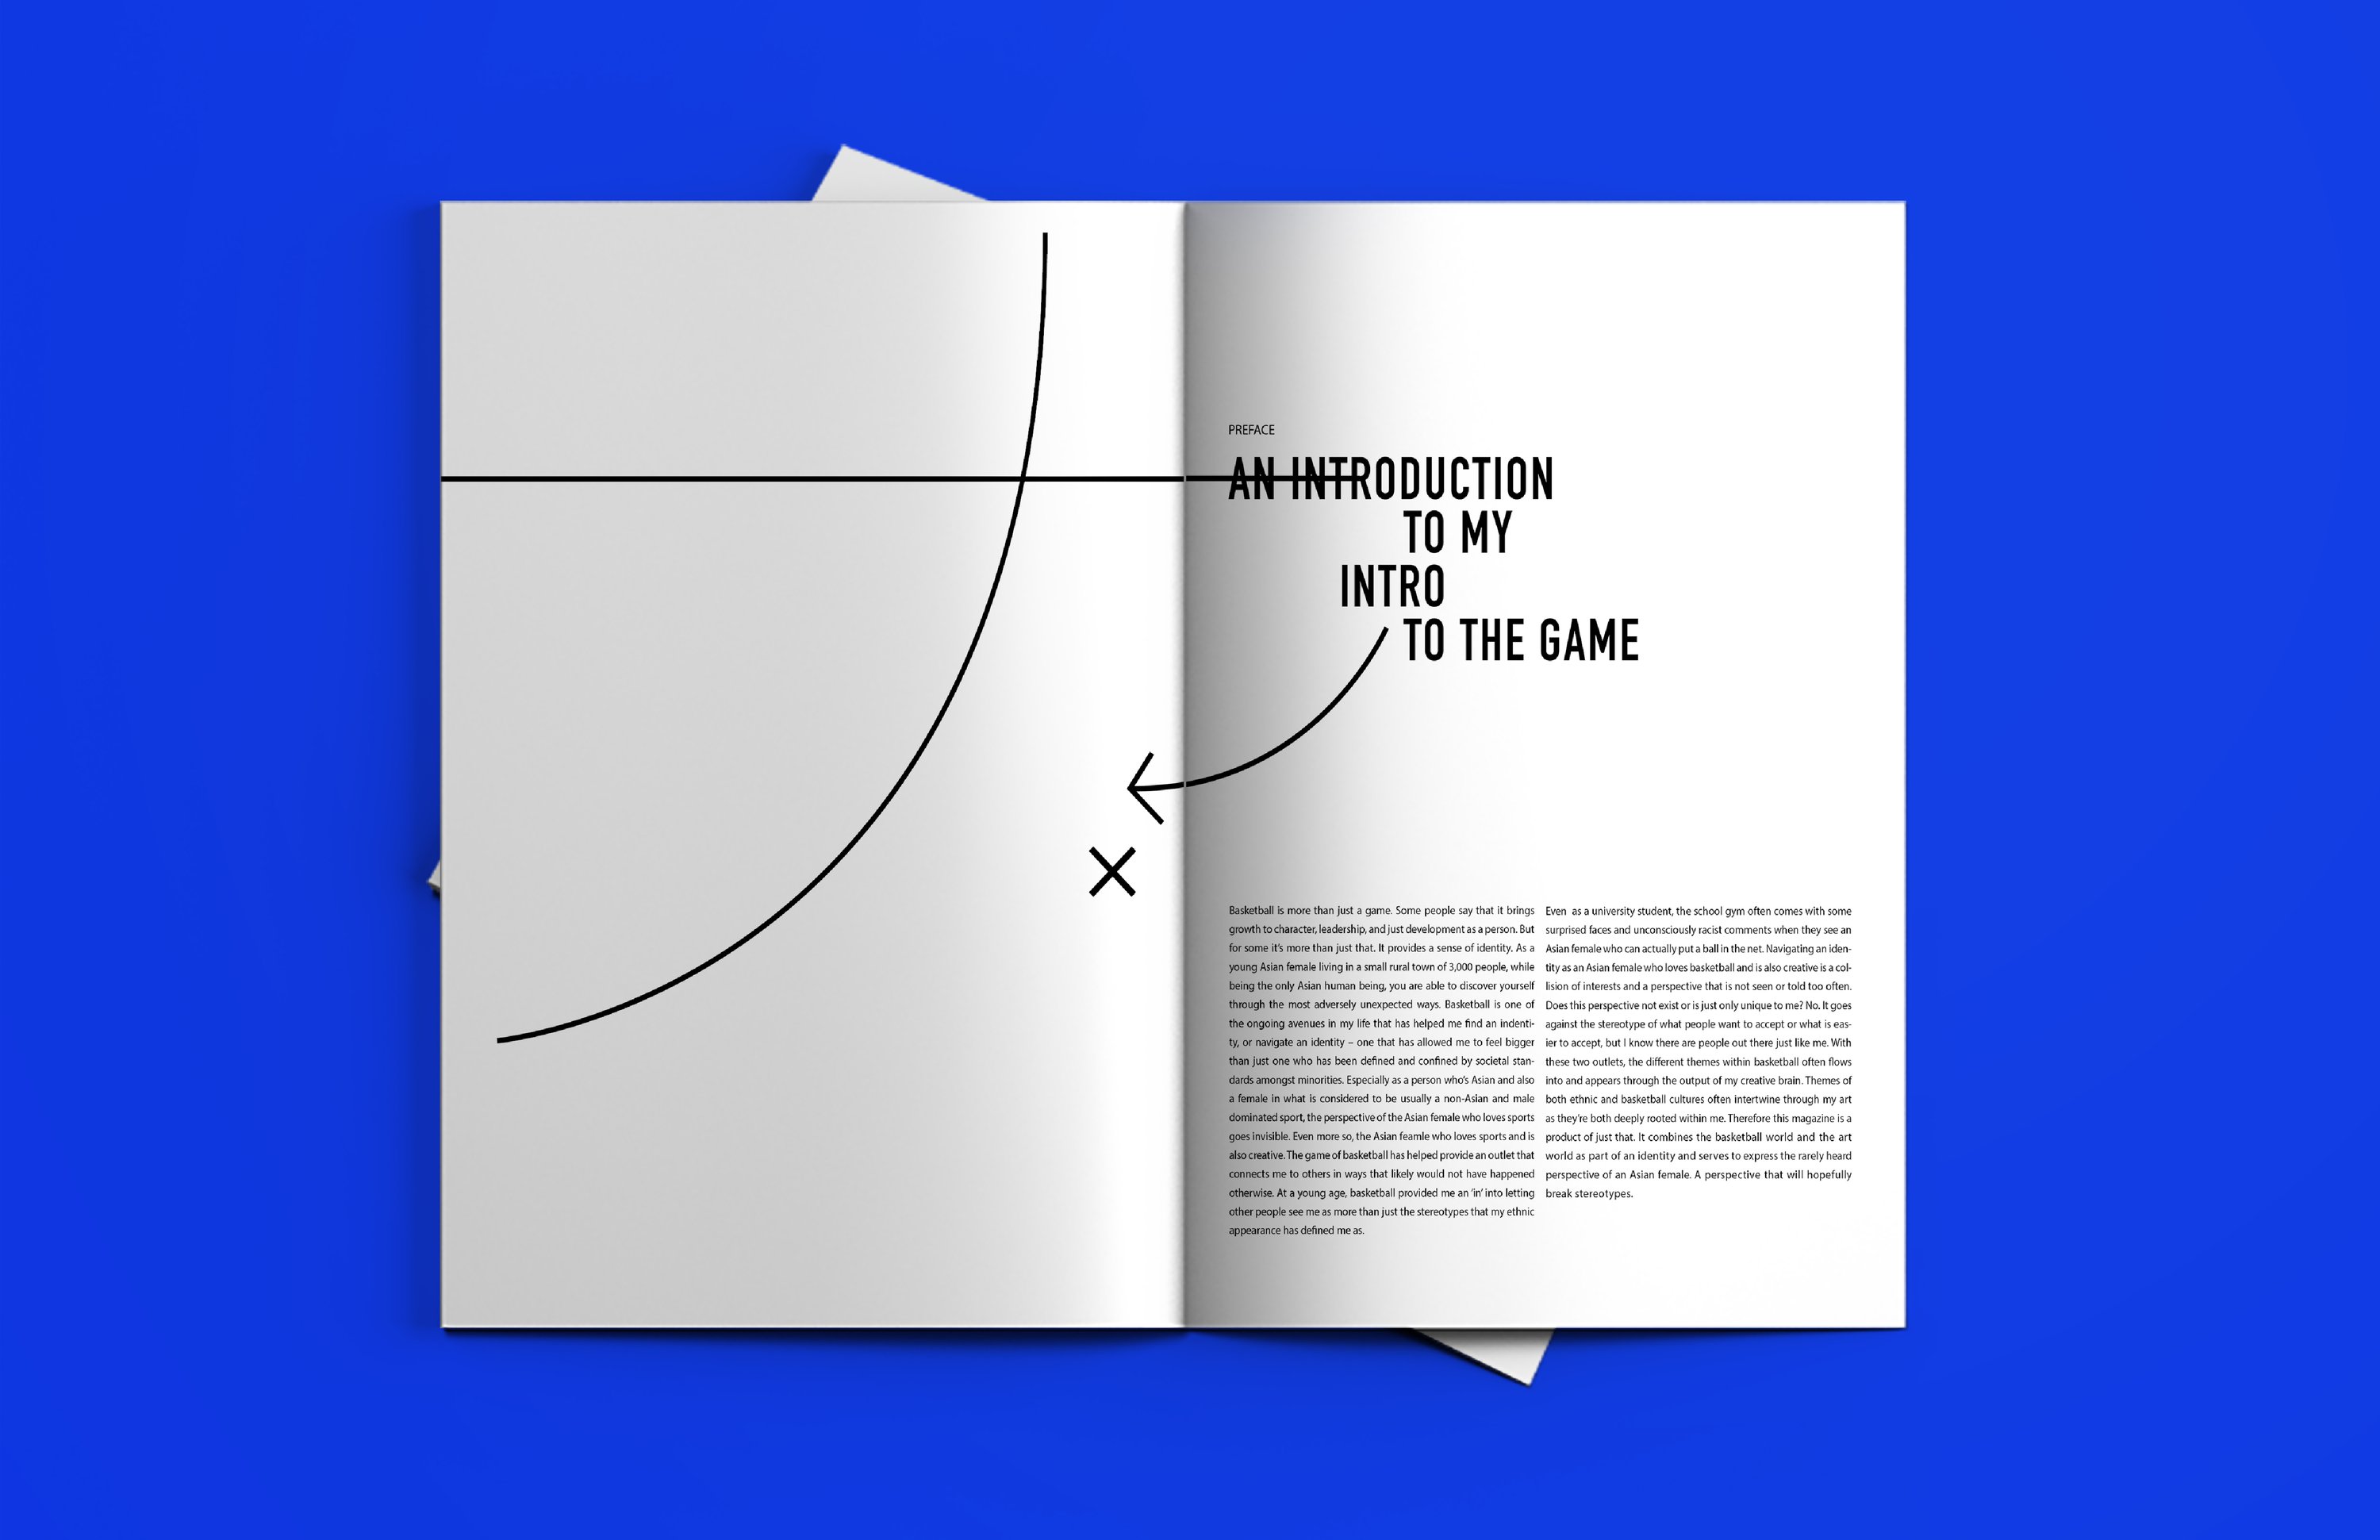 PREFACE
AN INTRODUCTION
TO MY
INTRO
TO THE GAME
Basketball is more than just a game. Some people say that it brings
growth to character, leadership, and just development as a person. But
for some it's more than just that. It provides a sense of identity. As a
young Asian female living in a small rural town of 3,000 people, while
being the only Asian human being, you are able to discover yourself
through the most adversely unexpected ways. Basketball is one of
the ongoing avenues in my life that has helped me find an indenti-
ty, or navigate an identity – one that has allowed me to feel bigger
than just one who has been defined and confined by societal stan-
dards amongst minorities. Especially as a person who's Asian and also
a female in what is considered to be usually a non-Asian and male
dominated sport, the perspective of the Asian female who loves sports
goes invisible. Even more so, the Asian feamle who loves sports and is
also creative. The game of basketball has helped provide an outlet that
connects me to others in ways that likely would not have happened
otherwise. At a young age, basketball provided me an 'in' into letting
other people see me as more than just the stereotypes that my ethnic
appearance has defined me as.
Even as a university student, the school gym often comes with some
surprised faces and unconsciously racist comments when they see an
Asian female who can actually put a ball in the net. Navigating an iden-
tity as an Asian female who loves basketball and is also creative is a col-
lision of interests and a perspective that is not seen or told too often.
Does this perspective not exist or is just only unique to me? No. It goes
against the stereotype of what people want to accept or what is eas-
ier to accept, but I know there are people out there just like me. With
these two outlets, the different themes within basketball often flows
into and appears through the output of my creative brain. Themes of
both ethnic and basketball cultures often intertwine through my art
as they're both deeply rooted within me. Therefore this magazine is a
product of just that. It combines the basketball world and the art
world as part of an identity and serves to express the rarely heard
perspective of an Asian female. A perspective that will hopefully
break stereotypes.